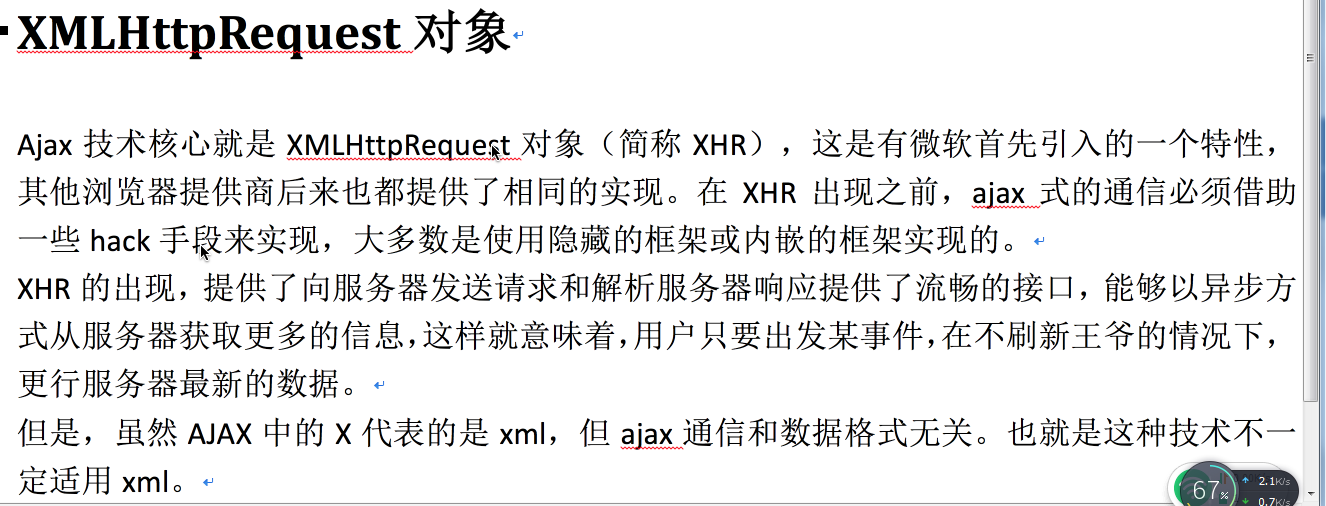 XMLHttpRequest 对象
Ajax 技术核心就是 XMLHttpRequest 对象（简称 XHR），这是有微软首先引入的一个特性，
其他浏览器提供商后来也都提供了相同的实现。在 XHR 出现之前，ajax 式的通信必须借助
一些 hack 手段来实现，大多数是使用隐藏的框架或内嵌的框架实现的。
XHR 的出现，提供了向服务器发送请求和解析服务器响应提供了流畅的接口，能够以异步方
式从服务器获取更多的信息，这样就意味着，用户只要出发某事件，在不刷新王爷的情况下，
更行服务器最新的数据。
但是，虽然 AJAX 中的 X 代表的是 xml，但 ajax 通信和数据格式无关。也就是这种技术不一
定适用 xml。
67%
2.1K/s
0.7K/s